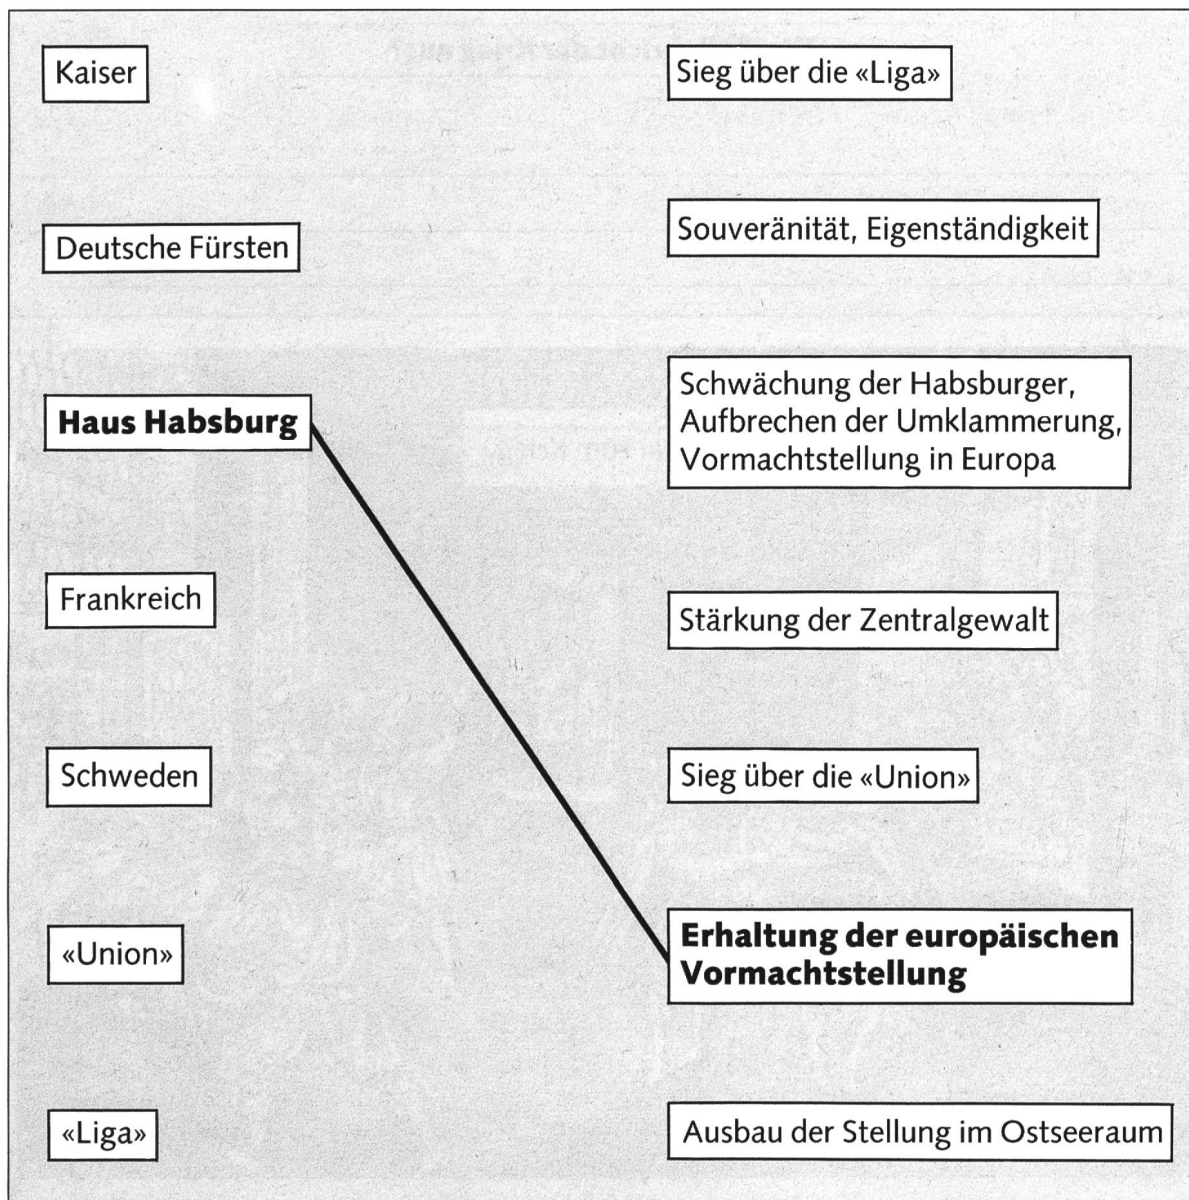 Kaiser
Sieg über die «Liga»
Deutsche Fürsten
Souveränität, Eigenständigkeit
Haus Habsburg
Schwächung der Habsburger,
Aufbrechen der Umklammerung,
Vormachtstellung in Europa
Frankreich
Stärkung der Zentralgewalt
Schweden
Sieg über die «Union»
«Union»
Erhaltung der europäischen
Vormachtstellung
«Liga»
Ausbau der Stellung im Ostseeraum